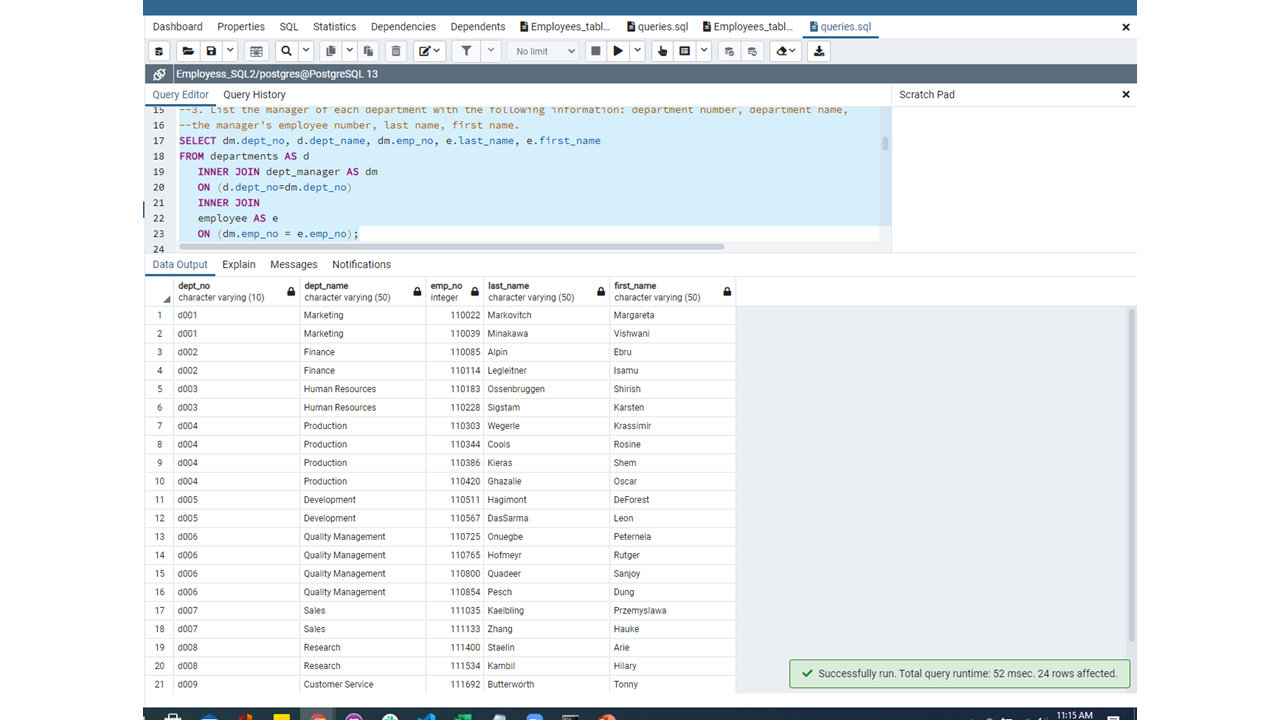 Dashboard Properties SQL Statistics Dependencies Dependents Employees_tabl... queries.sql Employees_tabl... queries.sql
No limit
Employess_SQL2/postgres@PostgreSQL 13
Query Editor Query History Scratch Pad
15 --3. List the manager of each department with the following information: department number, department name,
16 --the manager's employee number, last name, first name.
17 SELECT dm.dept_no, d.dept_name, dm.emp_no, e.last_name, e.first_name
18 FROM departments AS d
19 INNER JOIN dept_manager AS dm
20 ON (d.dept_no=dm.dept_no)
21 INNER JOIN
22 employee AS e
23 ON (dm.emp_no = e.emp_no);
24
Data Output Explain Messages Notifications
dept_no dept_name emp_no last_name first_name
character varying (10) character varying (50) integer character varying (50) character varying (50)
1 d001 Marketing 110022 Markovitch Margareta
2 d001 Marketing 110039 Minakawa Vishwani
3 d002 Finance 110085 Alpin Ebru
4 d002 Finance 110114 Legleitner Isamu
5 d003 Human Resources 110183 Ossenbruggen Shirish
6 d003 Human Resources 110228 Sigstam Karsten
7 d004 Production 110303 Wegerle Krassimir
8 d004 Production 110344 Cools Rosine
9 d004 Production 110386 Kieras Shem
10 d004 Production 110420 Ghazalie Oscar
11 d005 Development 110511 Hagimont DeForest
12 d005 Development 110567 DasSarma Leon
13 d006 Quality Management 110725 Onuegbe Peternela
14 d006 Quality Management 110765 Hofmeyr Rutger
15 d006 Quality Management 110800 Quadeer Sanjoy
16 d006 Quality Management 110854 Pesch Dung
17 d007 Sales 111035 Kaelbling Przemyslawa
18 d007 Sales 111133 Zhang Hauke
19 d008 Research 111400 Staelin Arie
20 d008 Research 111534 Kambil Hilary
21 d009 Customer Service 111692 Butterworth Tonny
Successfully run. Total query runtime: 52 msec. 24 rows affected.
11:15 AM